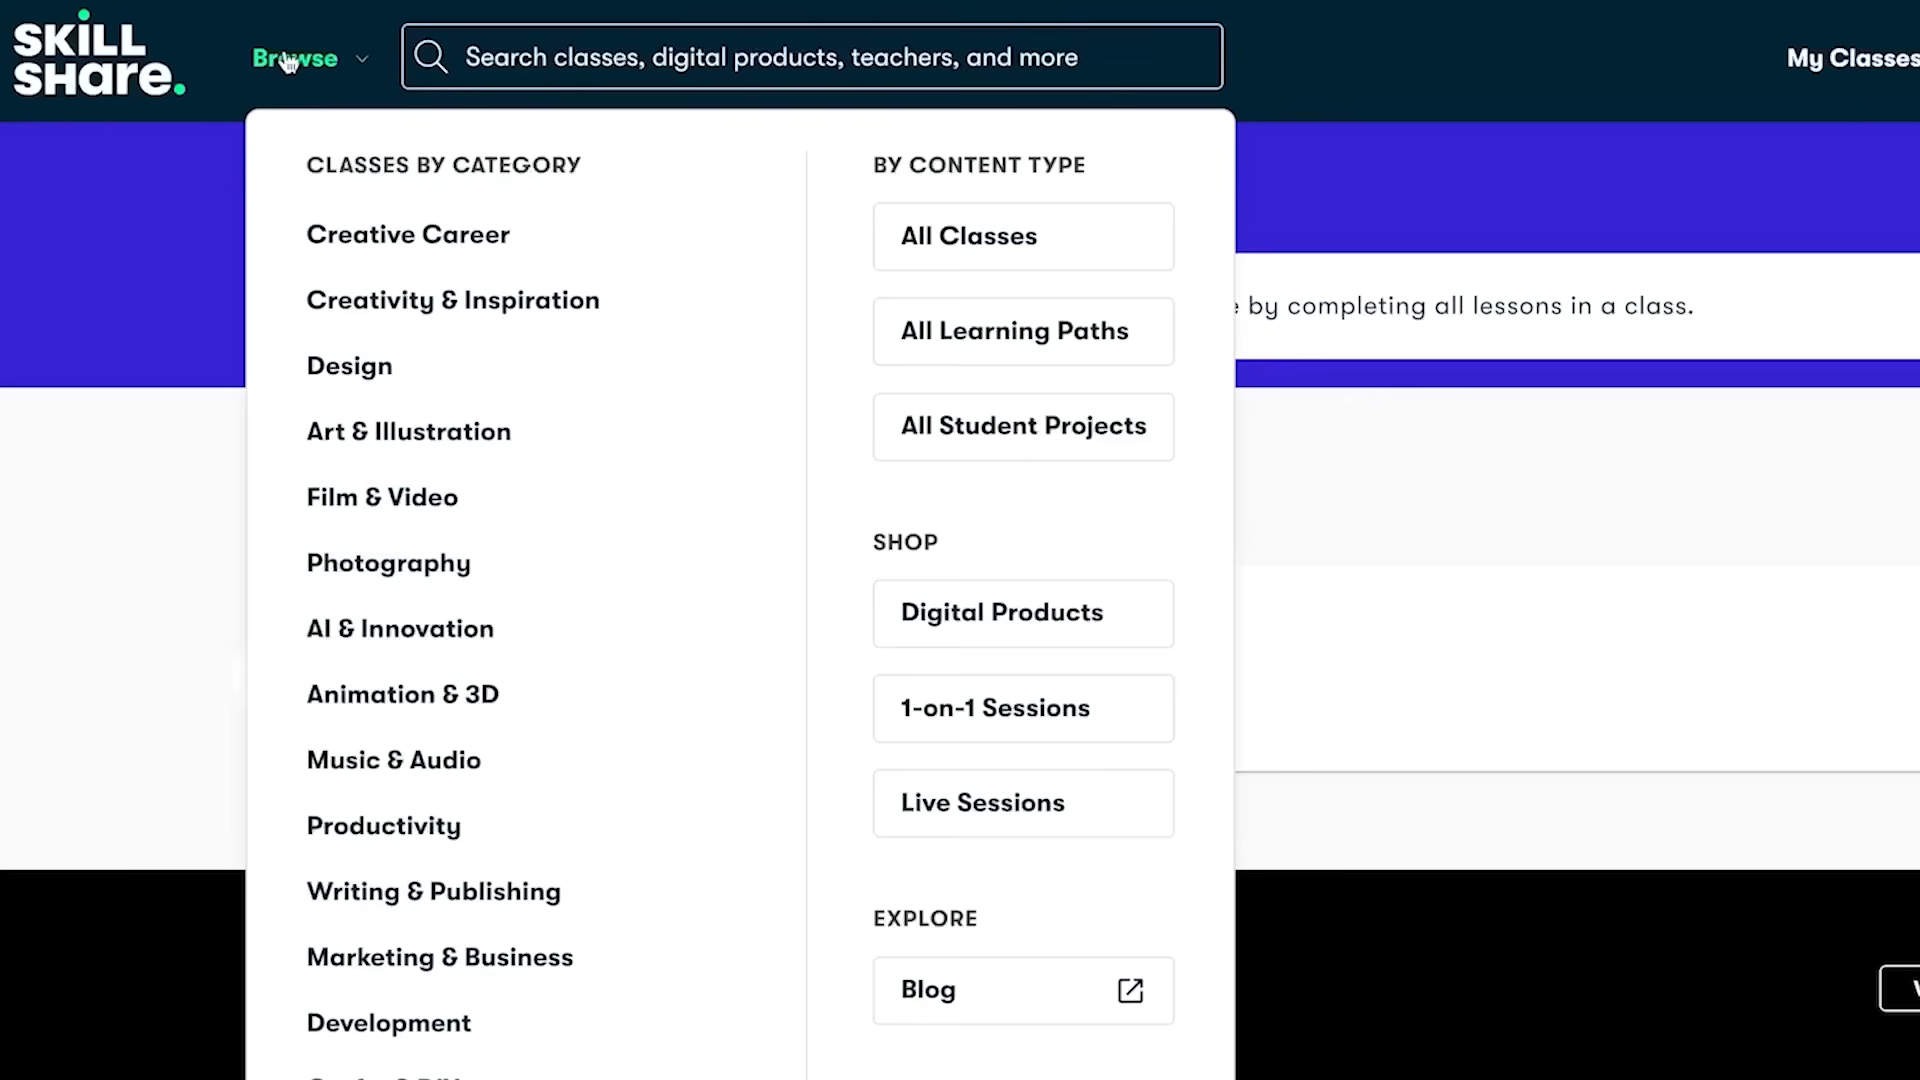 SKILL
SHare.
Browse
Search classes, digital products, teachers, and more
My Classes
CLASSES BY CATEGORY
Creative Career
Creativity & Inspiration
Design
Art & Illustration
Film & Video
Photography
AI & Innovation
Animation & 3D
Music & Audio
Productivity
Writing & Publishing
Marketing & Business
Development
BY CONTENT TYPE
All Classes
All Learning Paths
All Student Projects
SHOP
Digital Products
1-on-1 Sessions
Live Sessions
EXPLORE
Blog
by completing all lessons in a class.